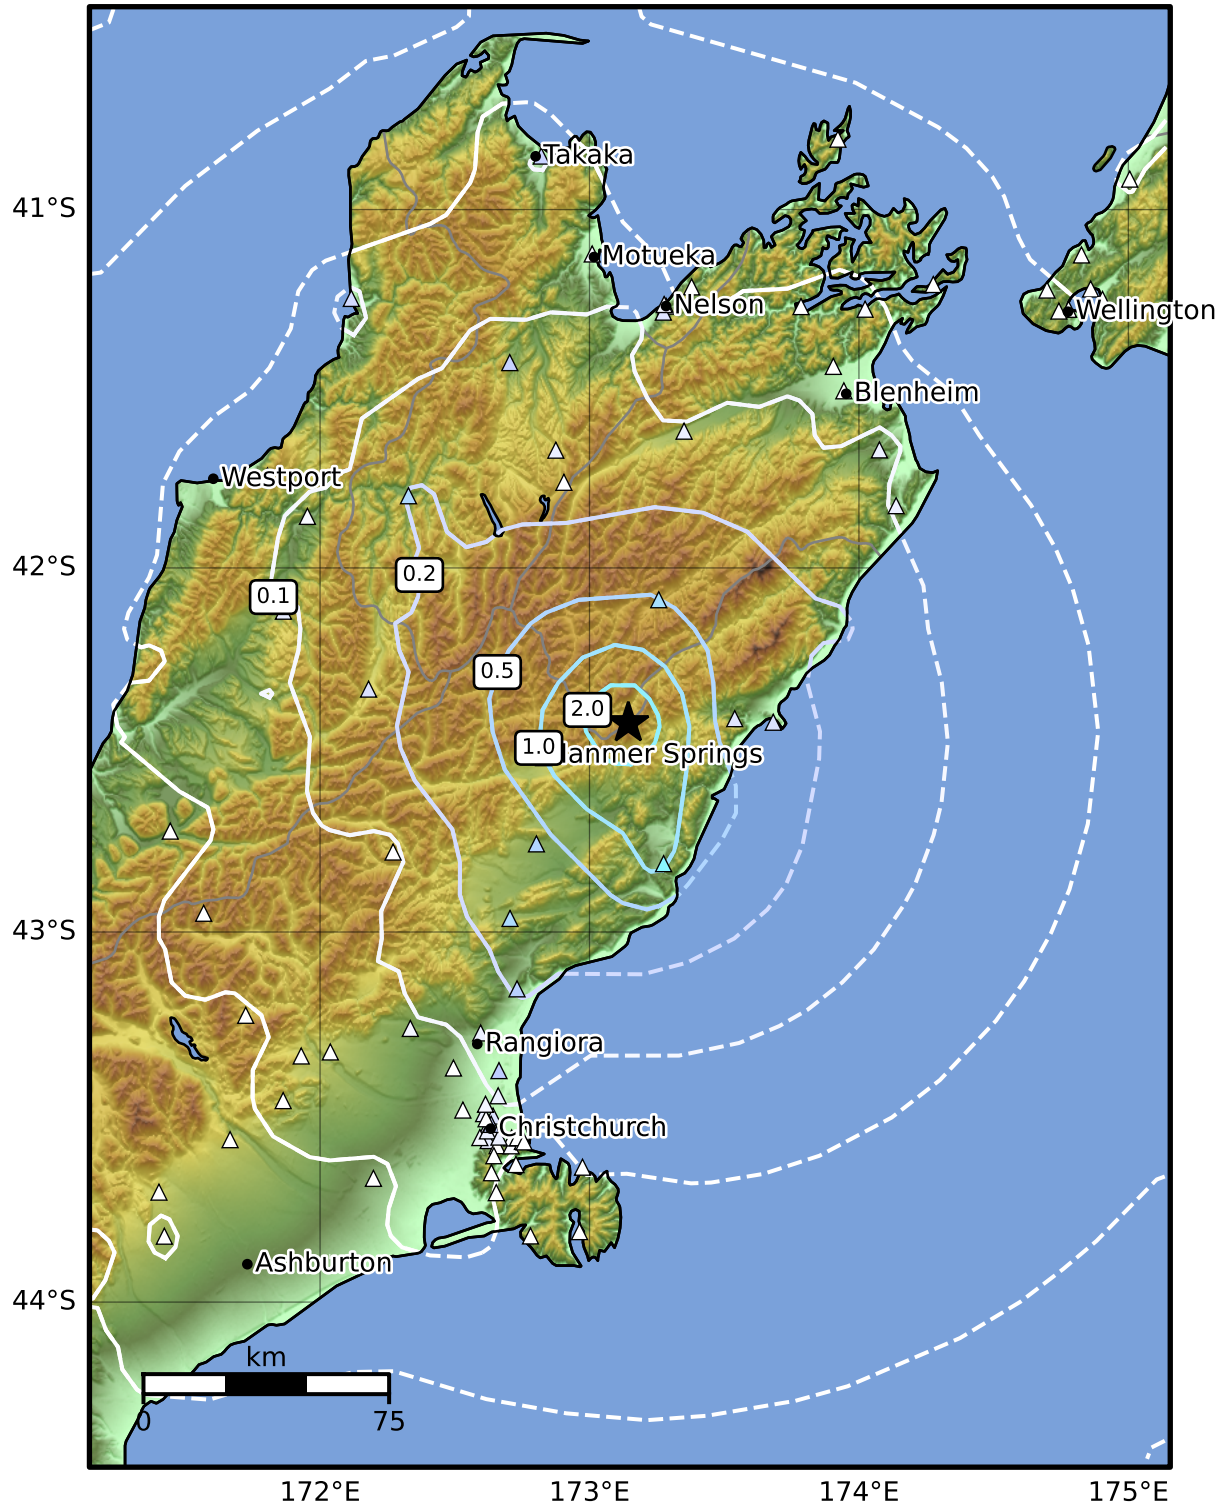 Takaka
41°S
Motueka
Nelson
Wellington
Blenheim
Westport
42°S
0.2
0.1
0.5
2.0
1.0
Hanmer Springs
43°S
Rangiora
Christchurch
Ashburton
44°S
km
0
75
172°E
173°E
174°E
175°E